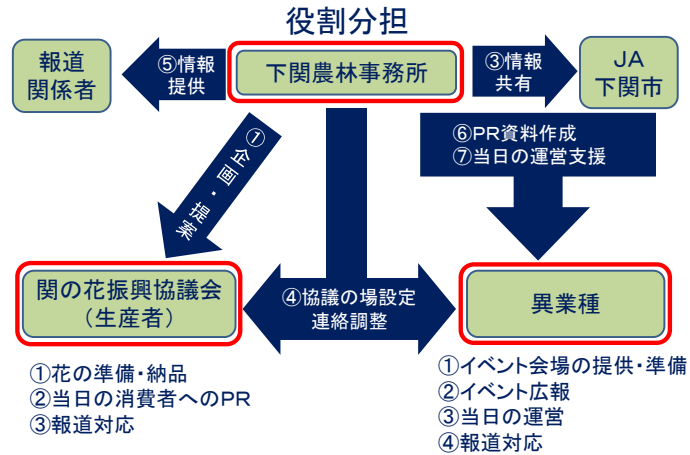 役割分担
報道
関係者
⑤情報
提供
下関農林事務所
③情報
共有
JA
下関市
①企画・提案
⑥PR資料作成
⑦当日の運営支援
関の花振興協議会
（生産者）
④協議の場設定
連絡調整
異業種
①花の準備・納品
②当日の消費者へのPR
③報道対応
①イベント会場の提供・準備
②イベント広報
③当日の運営
④報道対応